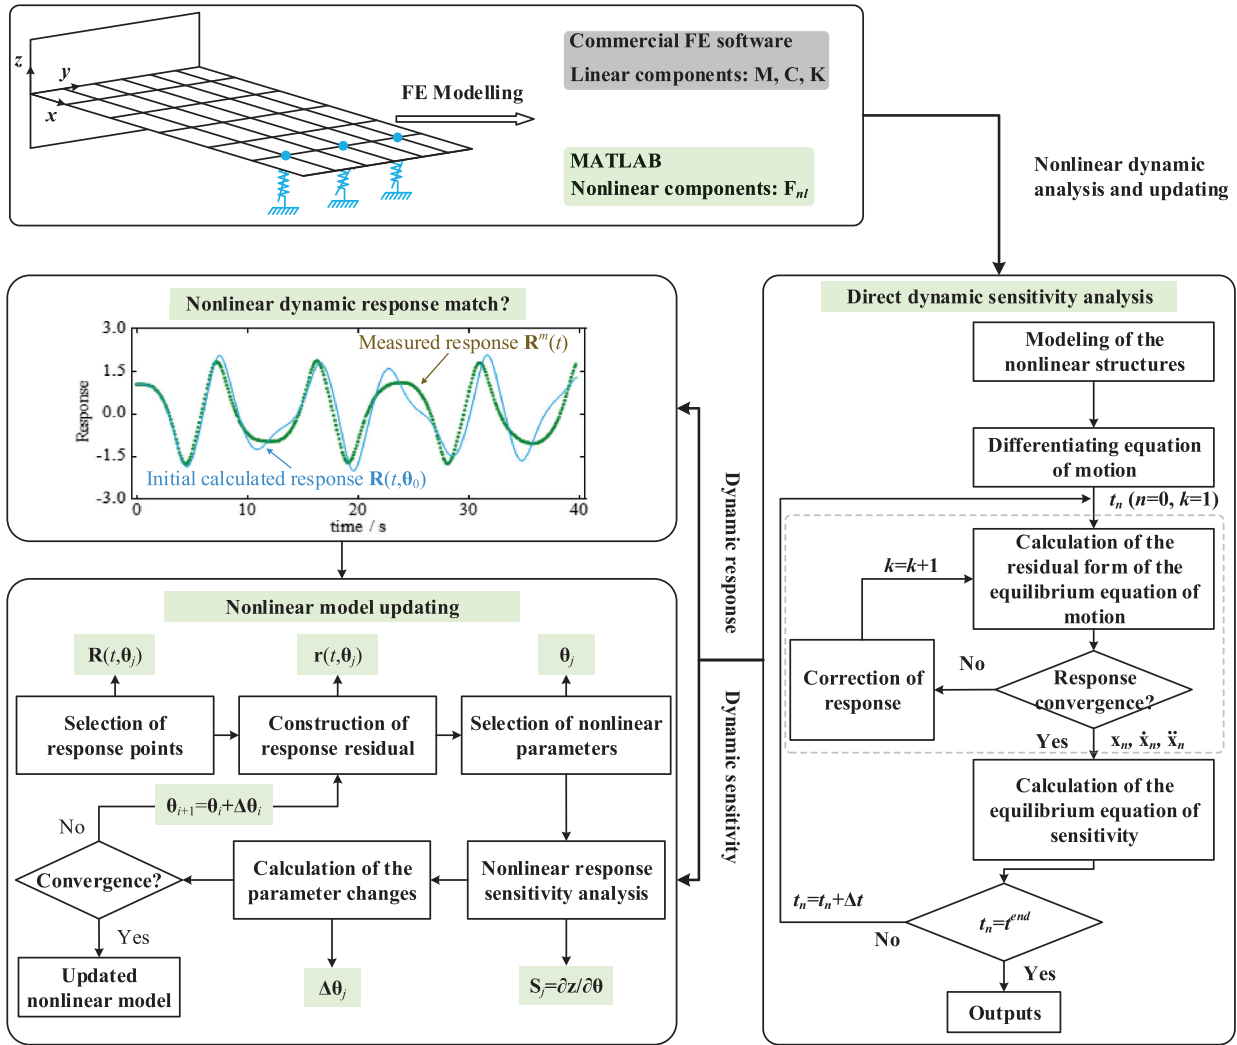 z
y
x
FE Modelling
Commercial FE software
Linear components: M, C, K
MATLAB
Nonlinear components: Fnl
Nonlinear dynamic
analysis and updating
Nonlinear dynamic response match?
3.0
1.5
0.0
-1.5
-3.0
Response
Measured response R^m(t)
Initial calculated response R(t,θ0)
0
10
20
30
40
time / s
Dynamic response
Dynamic sensitivity
Nonlinear model updating
R(t,θj)
r(t,θj)
θj
Selection of
response points
Construction of
response residual
Selection of nonlinear
parameters
θi+1=θi+Δθi
No
Convergence?
Calculation of the
parameter changes
Nonlinear response
sensitivity analysis
Yes
Updated
nonlinear model
Δθj
Sj=∂z/∂θ
Direct dynamic sensitivity analysis
Modeling of the
nonlinear structures
Differentiating equation
of motion
tn (n=0, k=1)
Calculation of the
residual form of the
equilibrium equation of
motion
k=k+1
Correction of
response
No
Response
convergence?
Yes
xn, ẋn, ẍn
Calculation of the
equilibrium equation of
sensitivity
tn=tn+Δt
No
tn=t^end
Yes
Outputs